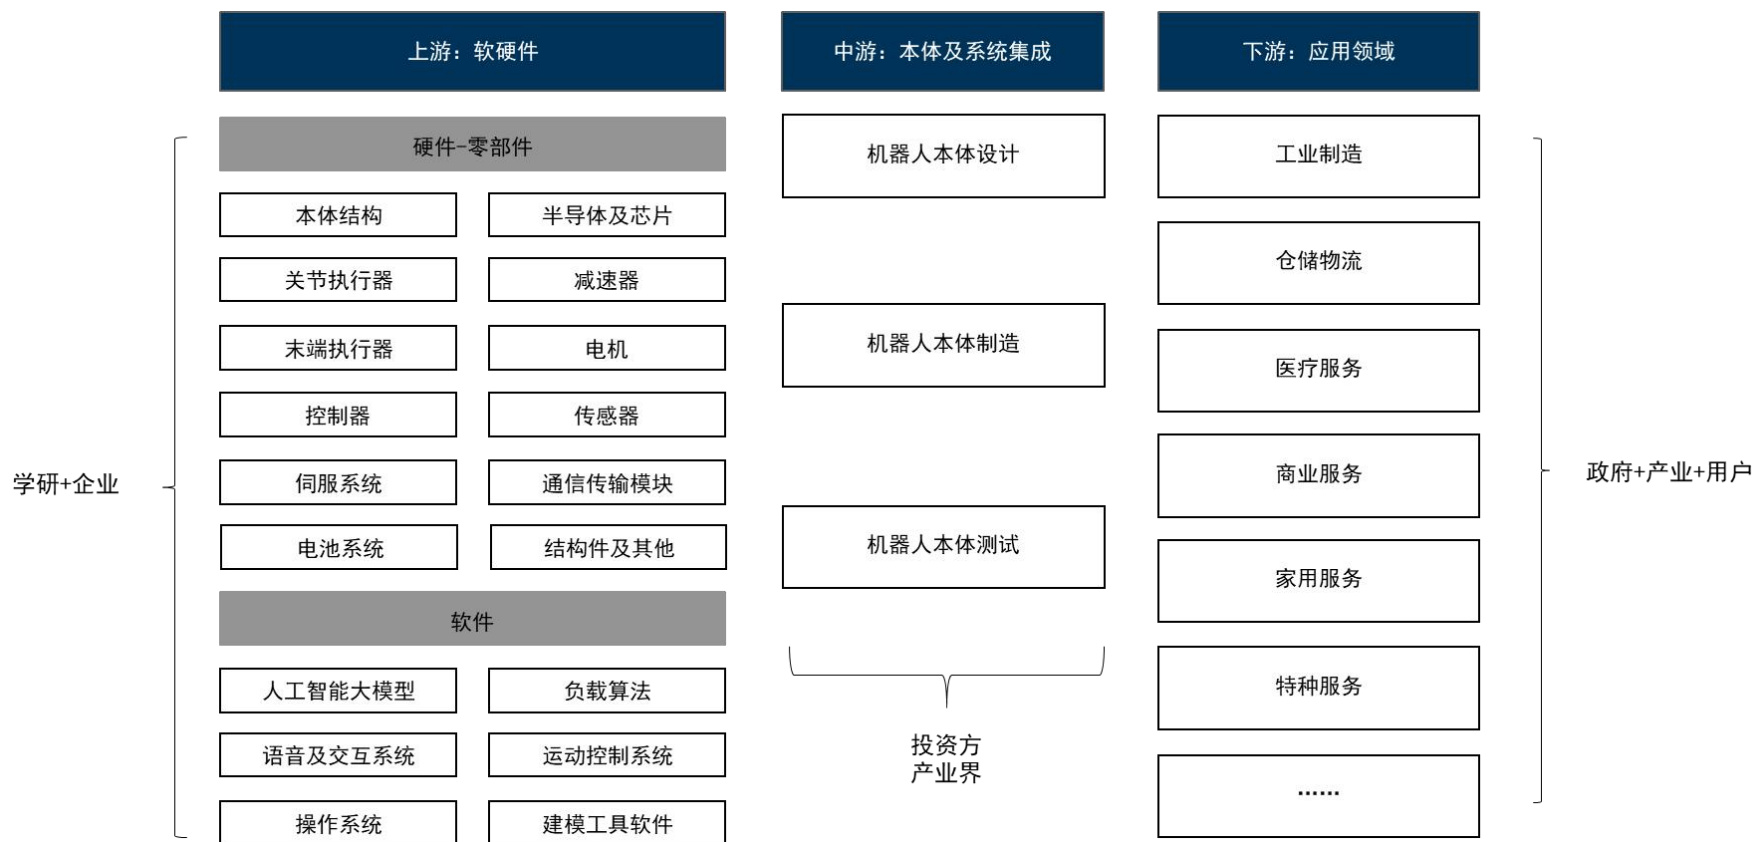 上游：软硬件
中游：本体及系统集成
下游：应用领域
学研+企业
硬件-零部件
本体结构
半导体及芯片
关节执行器
减速器
末端执行器
电机
控制器
传感器
伺服系统
通信传输模块
电池系统
结构件及其他
软件
人工智能大模型
负载算法
语音及交互系统
运动控制系统
操作系统
建模工具软件
机器人本体设计
机器人本体制造
机器人本体测试
投资方
产业界
工业制造
仓储物流
医疗服务
商业服务
家用服务
特种服务
……
政府+产业+用户